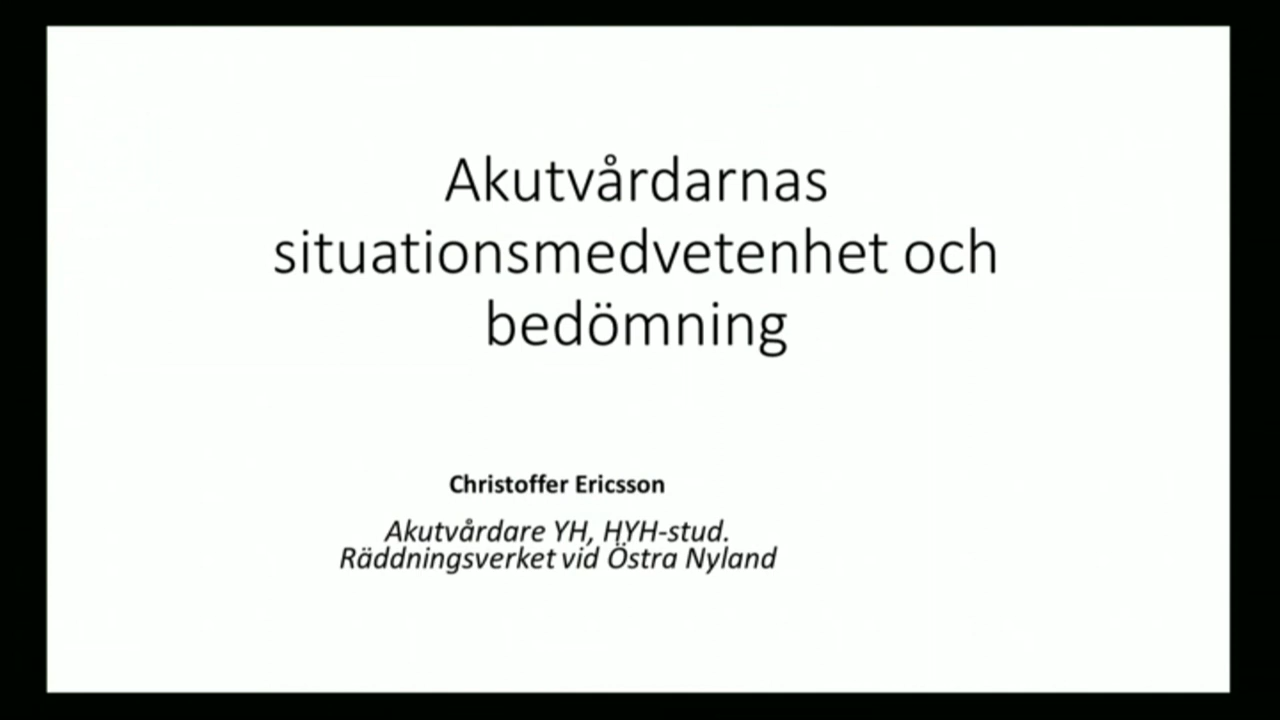 Akutvårdarnas
situationsmedvetenhet och
bedömning
Christoffer Ericsson
Akutvårdare YH, HYH-stud.
Räddningsverket vid Östra Nyland